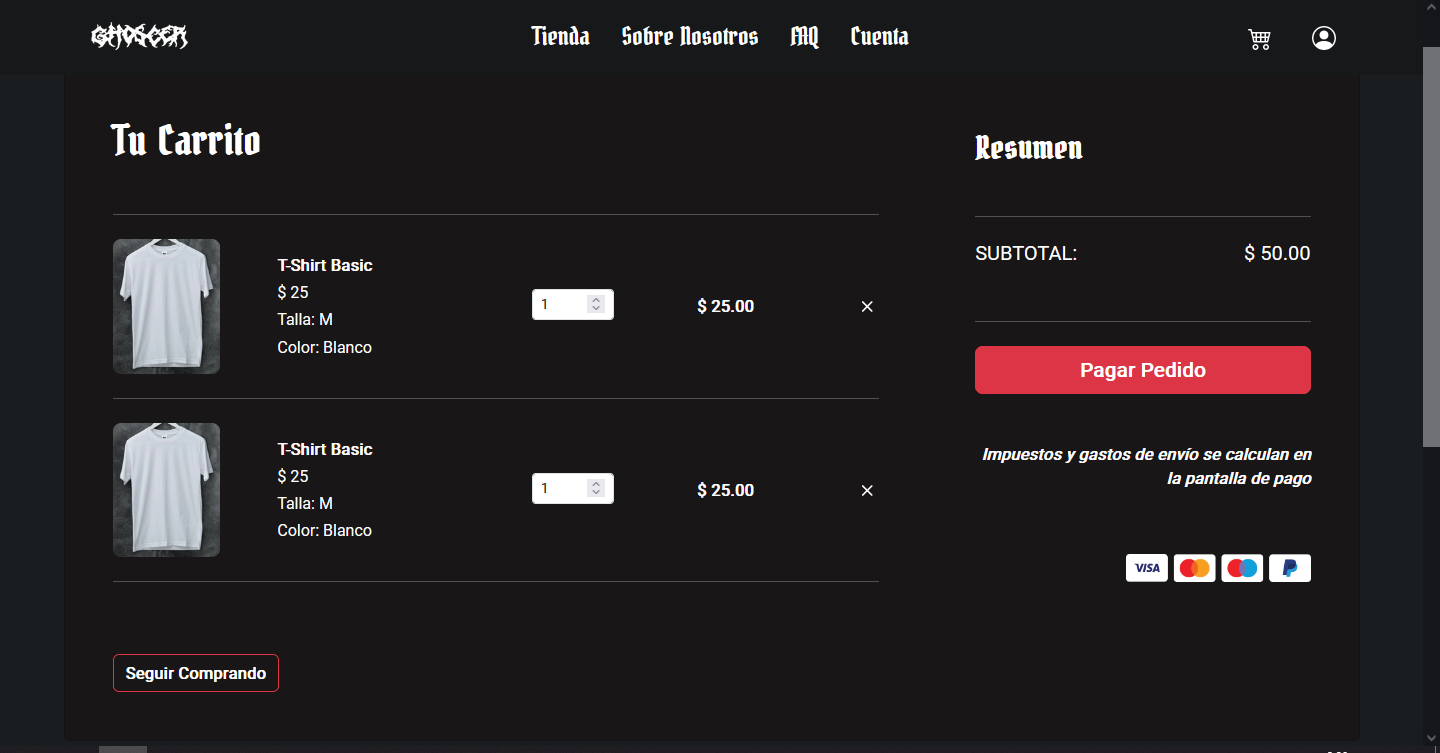 GHOSCER
Tienda Sobre Nosotros FAQ Cuenta
Tu Carrito
T-Shirt Basic
$ 25
Talla: M
Color: Blanco
1
$ 25.00
T-Shirt Basic
$ 25
Talla: M
Color: Blanco
1
$ 25.00
Seguir Comprando
Resumen
SUBTOTAL: $ 50.00
Pagar Pedido
Impuestos y gastos de envío se calculan en
la pantalla de pago
VISA